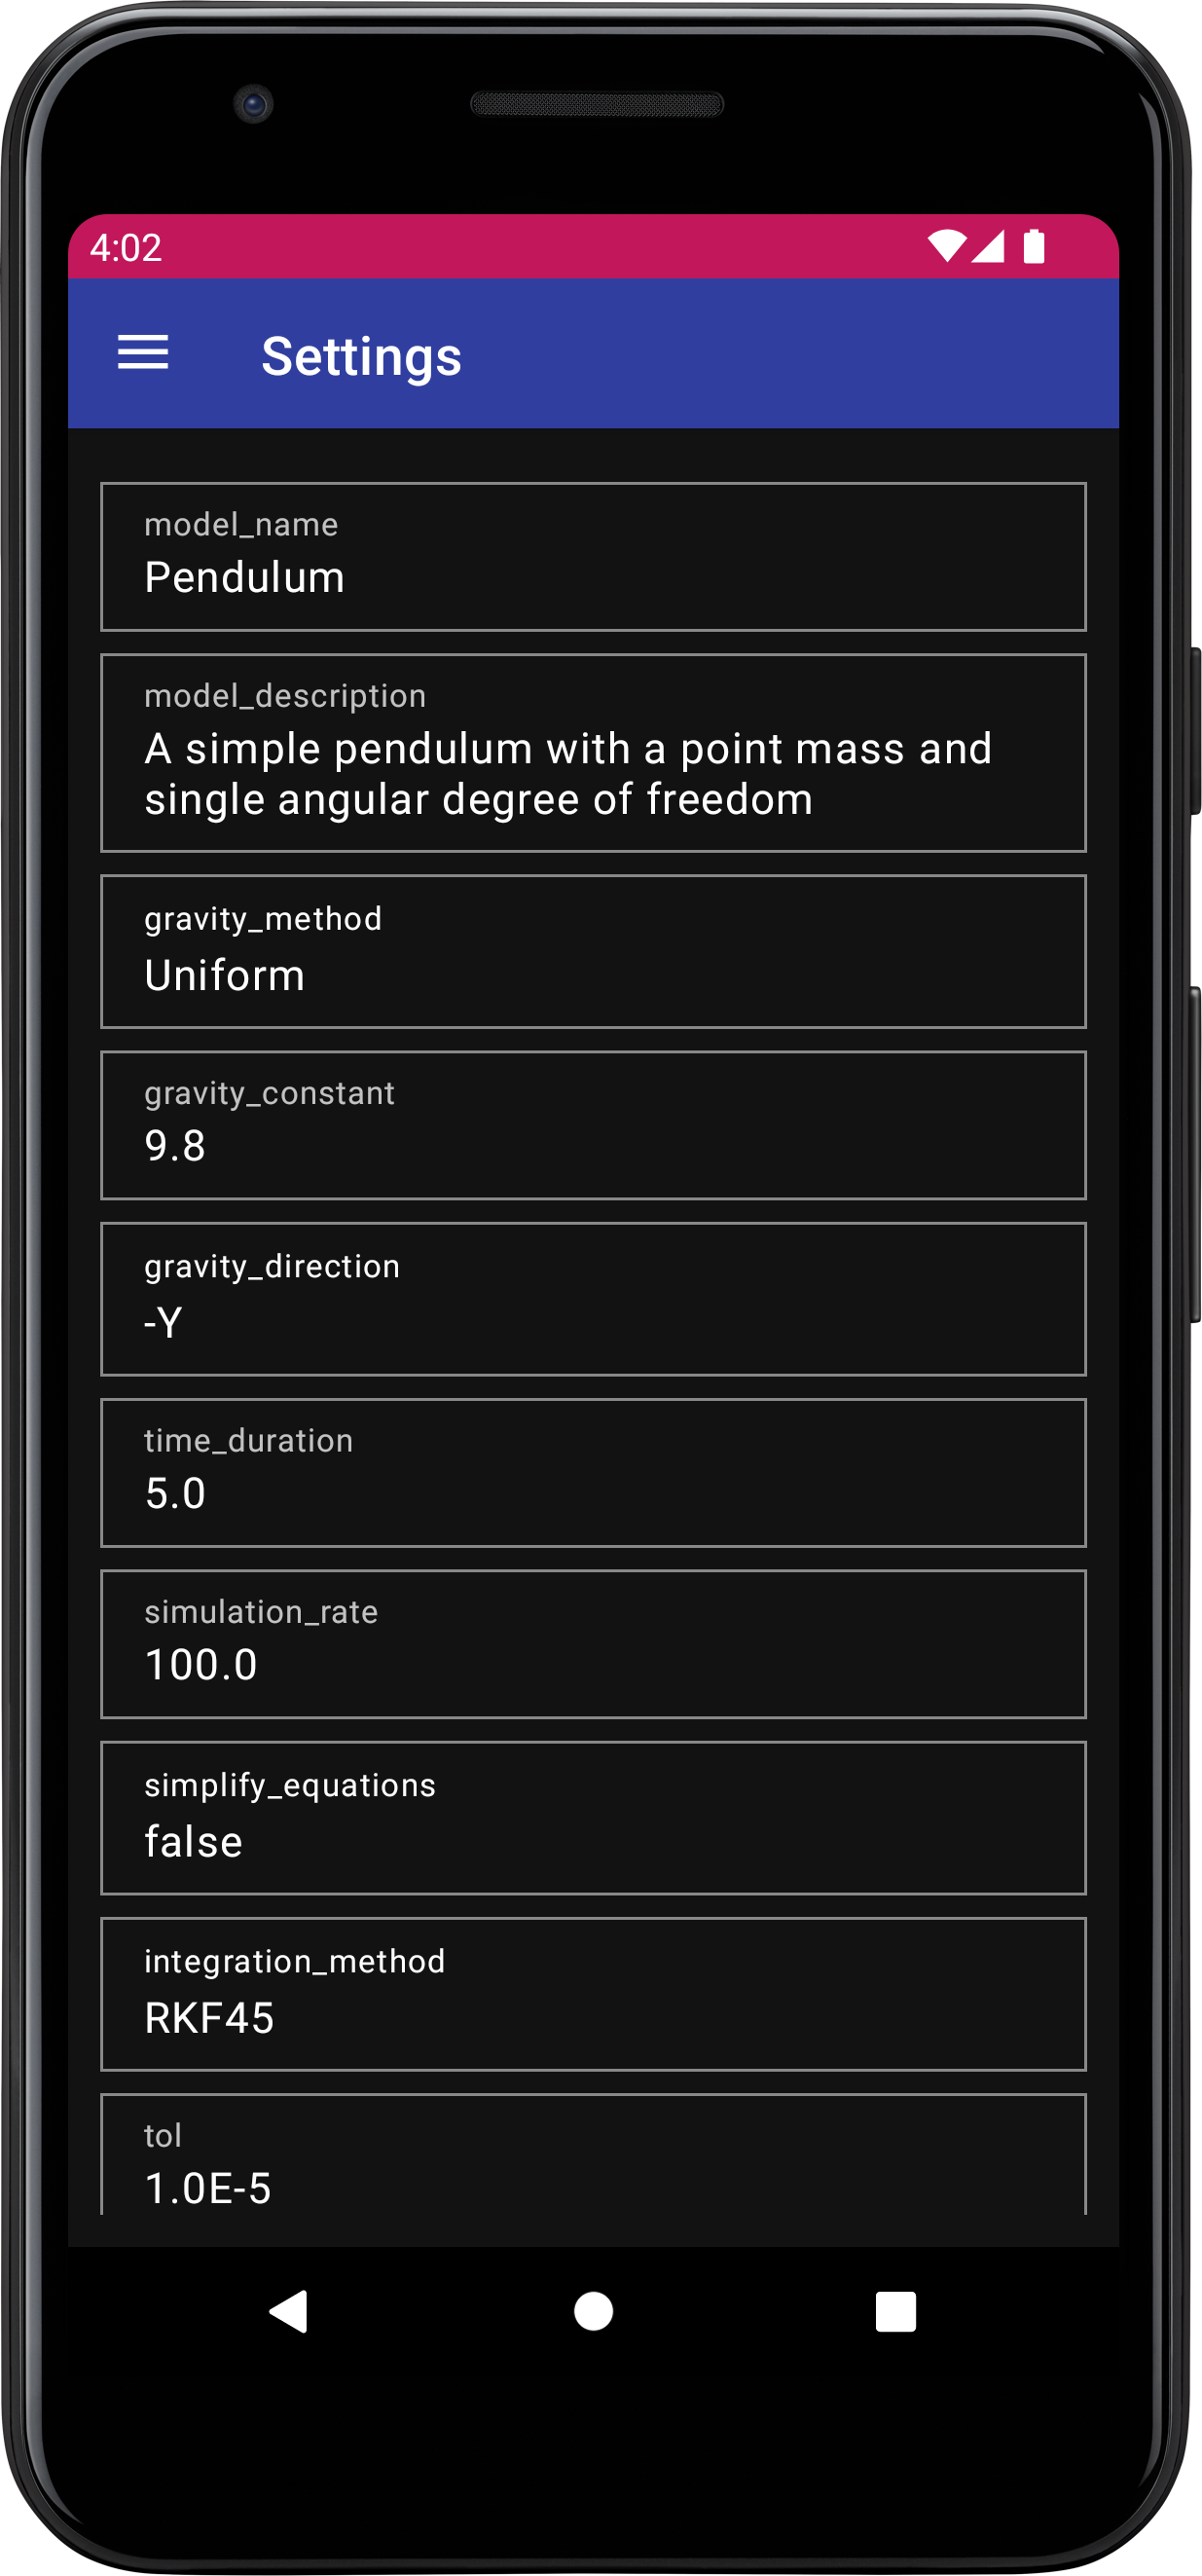 4:02
Settings
model_name
Pendulum
model_description
A simple pendulum with a point mass and
single angular degree of freedom
gravity_method
Uniform
gravity_constant
9.8
gravity_direction
-Y
time_duration
5.0
simulation_rate
100.0
simplify_equations
false
integration_method
RKF45
tol
1.0E-5